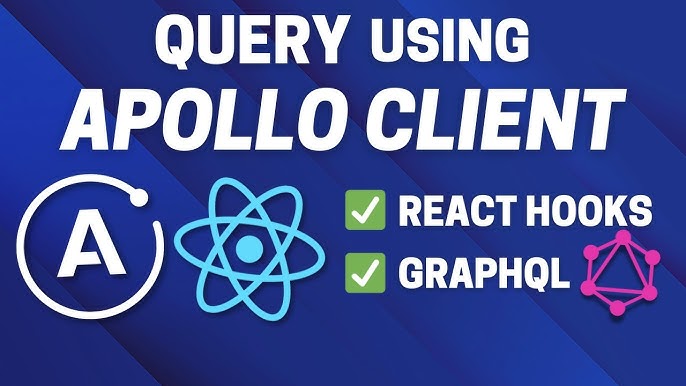 QUERY USING
APOLLO CLIENT
A
REACT HOOKS
GRAPHQL